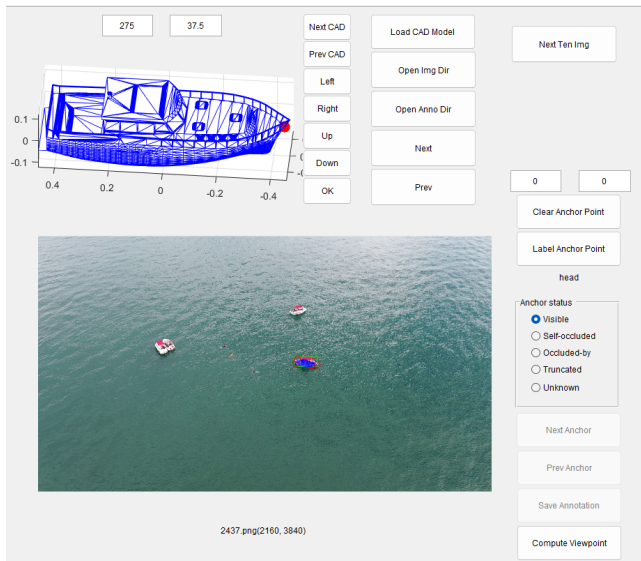 275
37.5
Next CAD
Prev CAD
Left
Right
Up
Down
OK
Load CAD Model
Open Img Dir
Open Anno Dir
Next
Prev
Next Ten Img
0.1
0
-0.1
0.4
0.2
0
-0.2
-0.4
0
0
Clear Anchor Point
Label Anchor Point
head
Anchor status
Visible
Self-occluded
Occluded-by
Truncated
Unknown
Next Anchor
Prev Anchor
Save Annotation
Compute Viewpoint
2437.png(2160, 3840)